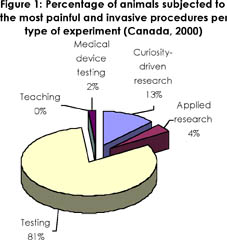 Figure 1: Percentage of animals subjected to
the most painful and invasive procedures per
type of experiment (Canada, 2000)
Medical
device
testing
2%
Curiosity-
driven
research
13%
Teaching
0%
Applied
research
4%
Testing
81%